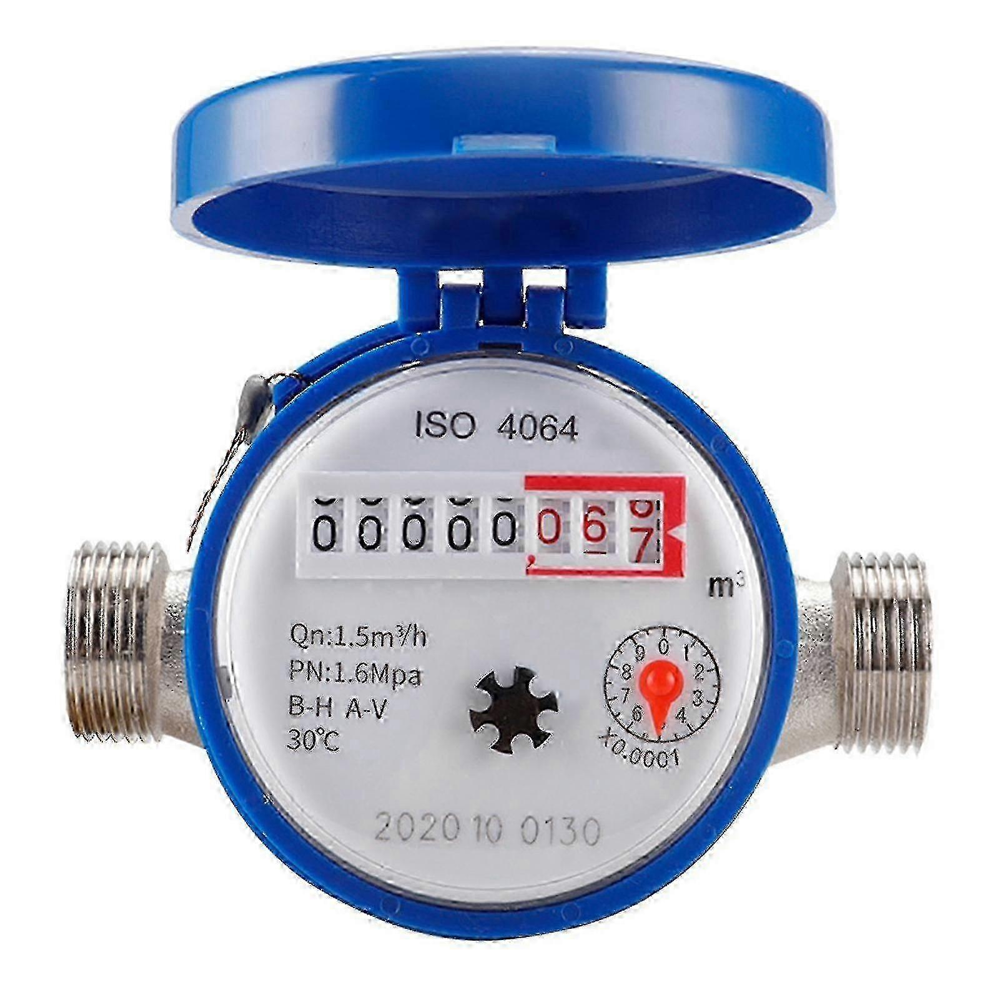 ISO 4064
00000,067
m³
Qn:1.5m³/h
PN:1.6Mpa
B-H A-V
30℃
0 1 2 3 4 6 7 8 9
X0.0001
2020 10 0130